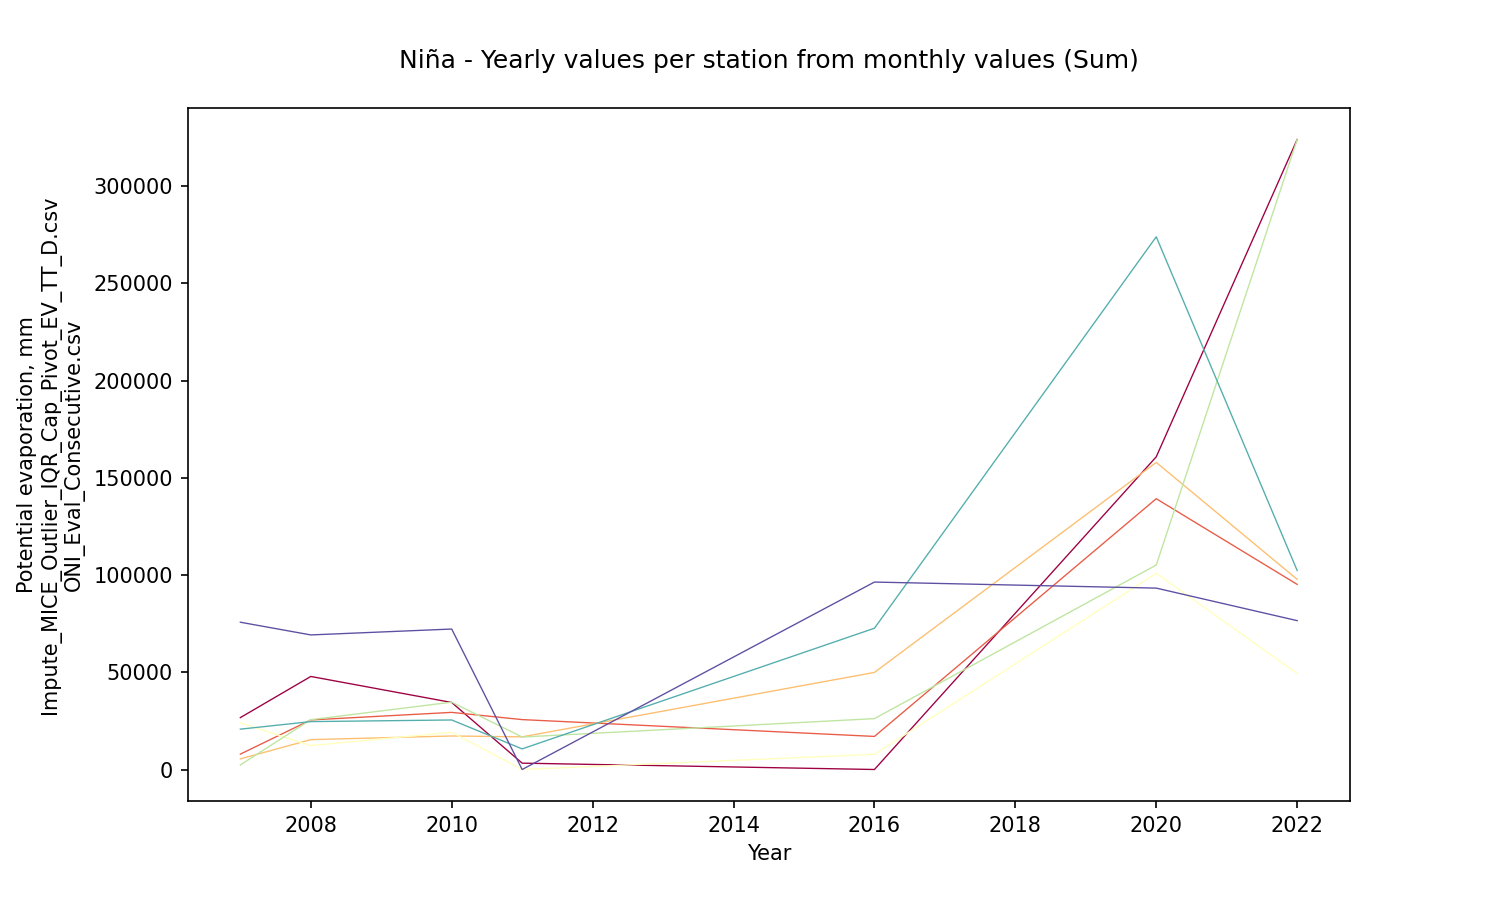 Niña - Yearly values per station from monthly values (Sum)
Potential evaporation, mm
Impute_MICE_Outlier_IQR_Cap_Pivot_EV_TT_D.csv
ONI_Eval_Consecutive.csv
300000
250000
200000
150000
100000
50000
0
2008 2010 2012 2014 2016 2018 2020 2022
Year